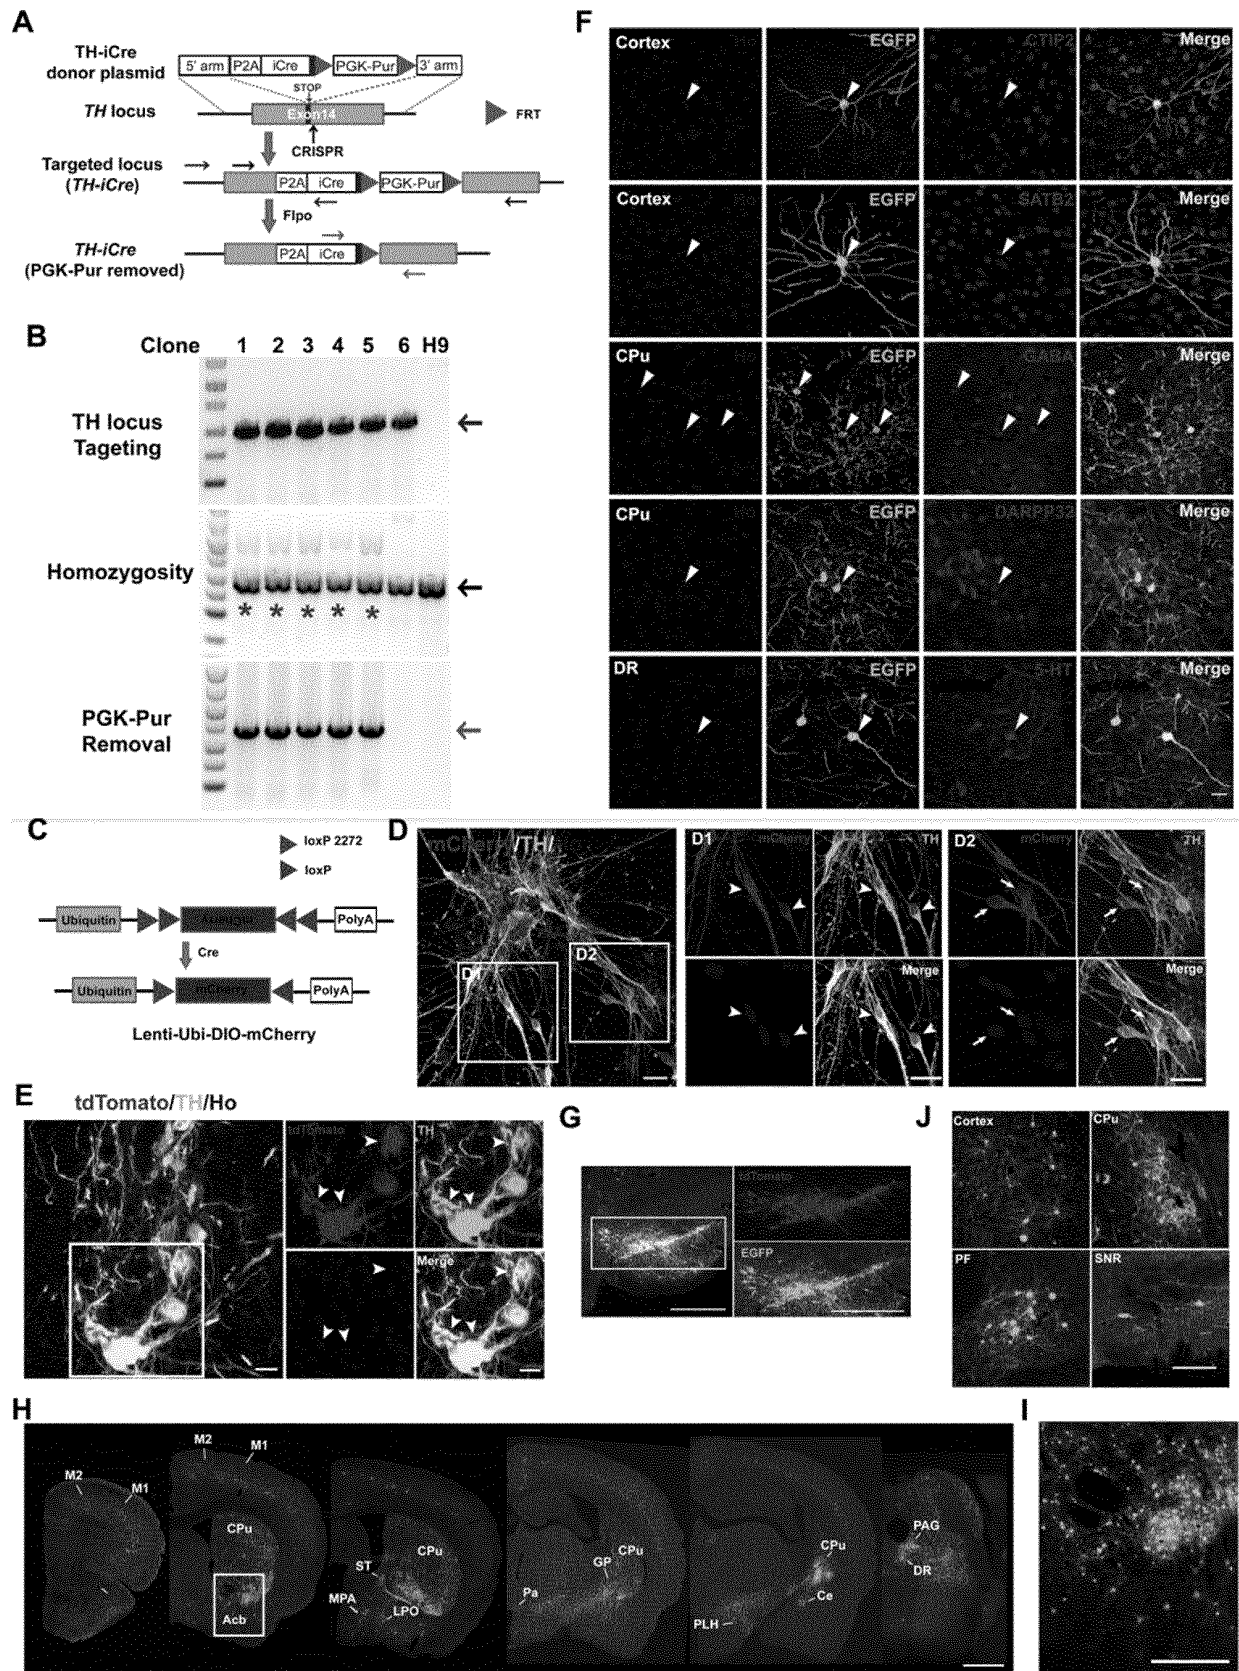 A
TH-iCre
donor plasmid
5' arm
P2A
iCre
PGK-Pur
3' arm
STOP
TH locus
Exon14
FRT
CRISPR
Targeted locus
(TH-iCre)
P2A
iCre
PGK-Pur
Flpo
TH-iCre
(PGK-Pur removed)
P2A
iCre
B
Clone
1 2 3 4 5 6 H9
TH locus
Tageting
Homozygosity
* * * * *
PGK-Pur
Removal
C
loxP 2272
loxP
Ubiquitin
PolyA
Cre
Ubiquitin
mCherry
PolyA
Lenti-Ubi-DIO-mCherry
D
/TH/
D1
D2
D1
mCherry
TH
Merge
D2
mCherry
TH
Merge
E
tdTomato/TH/Ho
tdTomato
TH
Merge
F
Cortex
Ho
EGFP
CTIP2
Merge
Cortex
Ho
EGFP
SATB2
Merge
CPu
Ho
EGFP
GABA
Merge
CPu
Ho
EGFP
DARPP32
Merge
DR
Ho
EGFP
5-HT
Merge
G
tdTomato
EGFP
J
Cortex
CPu
PF
SNR
H
M2
M1
M2
M1
CPu
Acb
ST
CPu
MPA
LPO
Pa
GP
CPu
PLH
CPu
Ce
PAG
DR
I